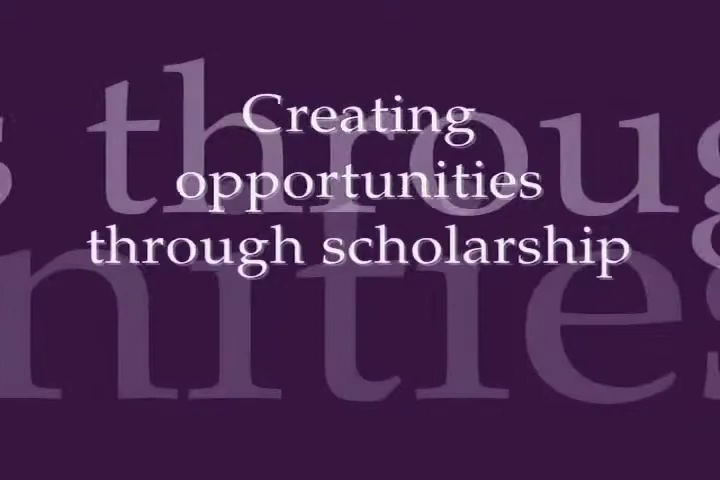 Creating
opportunities
through scholarship
s throug
nities